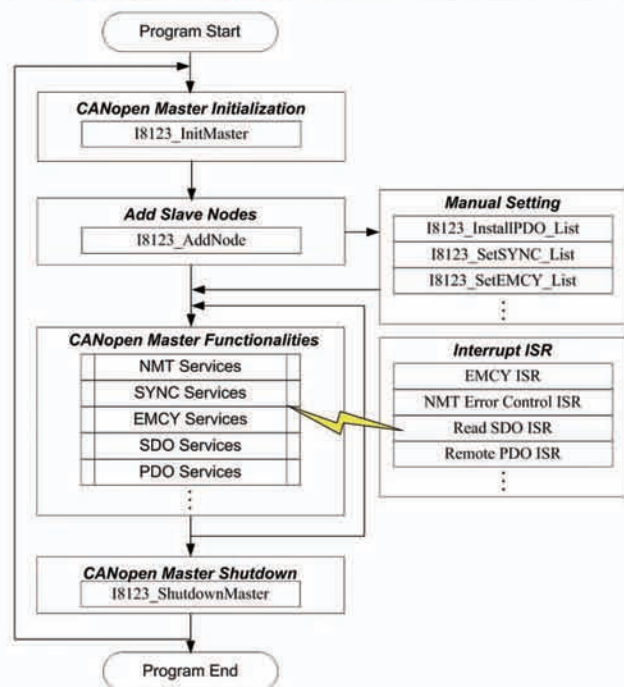 Program Start
CANopen Master Initialization
I8123_InitMaster
Add Slave Nodes
I8123_AddNode
Manual Setting
I8123_InstallPDO_List
I8123_SetSYNC_List
I8123_SetEMCY_List
CANopen Master Functionalities
NMT Services
SYNC Services
EMCY Services
SDO Services
PDO Services
Interrupt ISR
EMCY ISR
NMT Error Control ISR
Read SDO ISR
Remote PDO ISR
CANopen Master Shutdown
I8123_ShutdownMaster
Program End